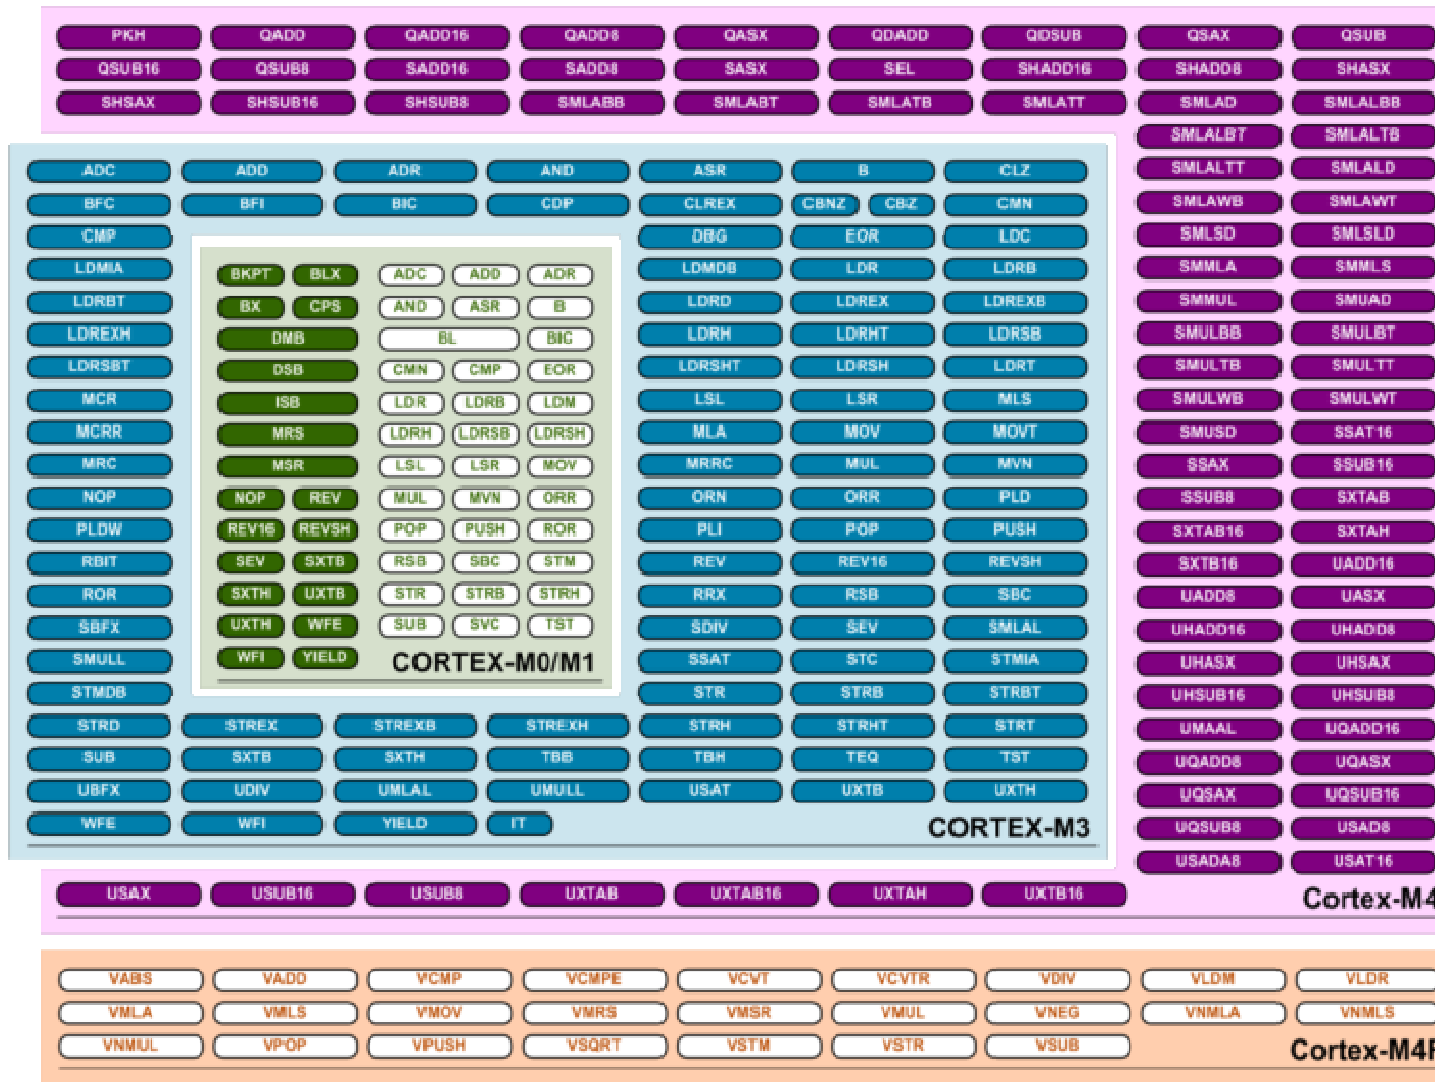 PKH QADD QADD16 QADD8 QASX QDADD QDSUB QSAX QSUB
QSUB16 QSUB8 SADD16 SADD8 SASX SEL SHADD16 SHADD8 SHASX
SHSAX SHSUB16 SHSUB8 SMLABB SMLABT SMLATB SMLATT SMLAD SMLALBB
SMLALBT SMLALTB
ADC ADD ADR AND ASR B CLZ SMLALTT SMLALD
BFC BFI BIC CDP CLREX CBNZ CBZ CMN SMLAWB SMLAWT
CMP DBG EOR LDC SMLSD SMLSLD
LDMIA BKPT BLX ADC ADD ADR LDMDB LDR LDRB SMMLA SMMLS
LDRBT BX CPS AND ASR B LDRD LDREX LDREXB SMMUL SMUAD
LDREXH DMB BL BIC LDRH LDRHT LDRSB SMULBB SMULBT
LDRSBT DSB CMN CMP EOR LDRSHT LDRSH LDRT SMULTB SMULTT
MCR ISB LDR LDRB LDM LSL LSR MLS SMULWB SMULWT
MCRR MRS LDRH LDRSB LDRSH MLA MOV MOVT SMUSD SSAT16
MRC MSR LSL LSR MOV MRRC MUL MVN SSAX SSUB16
NOP NOP REV MUL MVN ORR ORN ORR PLD SSUB8 SXTAB
PLDW REV16 REVSH POP PUSH ROR PLI POP PUSH SXTAB16 SXTAH
RBIT SEV SXTB RSB SBC STM REV REV16 REVSH SXTB16 UADD16
ROR SXTH UXTB STR STRB STRH RRX RSB SBC UADD8 UASX
SBFX UXTH WFE SUB SVC TST SDIV SEV SMLAL UHADD16 UHADD8
SMULL WFI YIELD CORTEX-M0/M1 SSAT STC STMIA UHASX UHSAX
STMDB STR STRB STRBT UHSUB16 UHSUB8
STRD STREX STREXB STREXH STRH STRHT STRT UMAAL UQADD16
SUB SXTB SXTH TBB TBH TEQ TST UQADD8 UQASX
UBFX UDIV UMLAL UMULL USAT UXTB UXTH UQSAX UQSUB16
WFE WFI YIELD IT CORTEX-M3 UQSUB8 USAD8
USADA8 USAT16
USAX USUB16 USUB8 UXTAB UXTAB16 UXTAH UXTB16 Cortex-M4
VABS VADD VCMP VCMPE VCVT VCVTR VDIV VLDM VLDR
VMLA VMLS VMOV VMRS VMSR VMUL VNEG VNMLA VNMLS
VNMUL VPOP VPUSH VSQRT VSTM VSTR VSUB Cortex-M4F